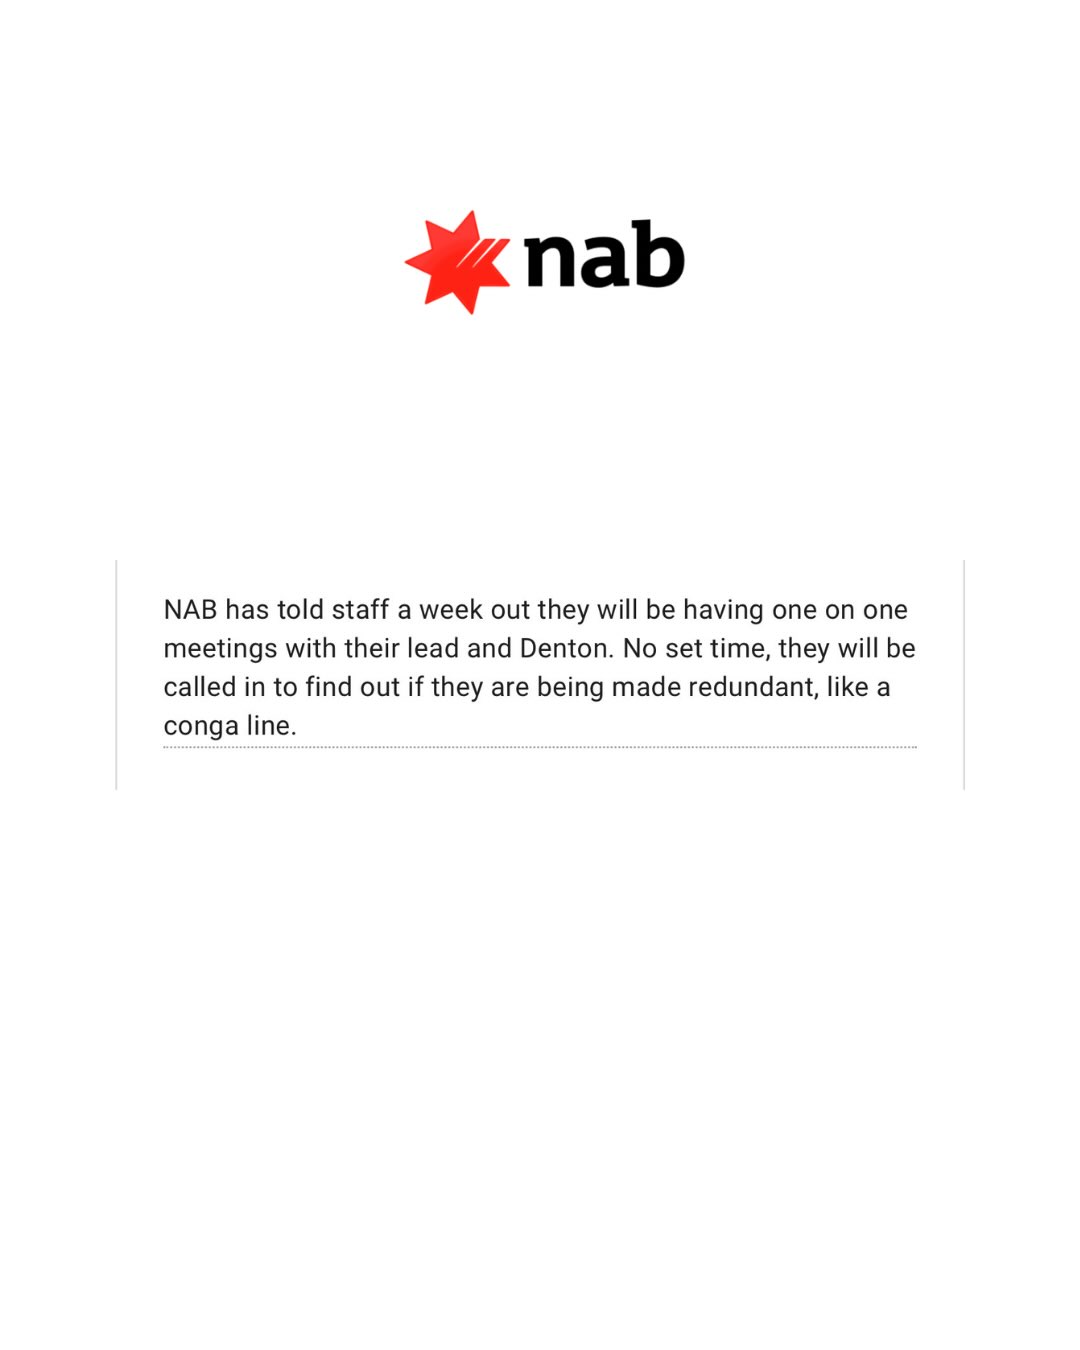 nab
NAB has told staff a week out they will be having one on one
meetings with their lead and Denton. No set time, they will be
called in to find out if they are being made redundant, like a
conga line.